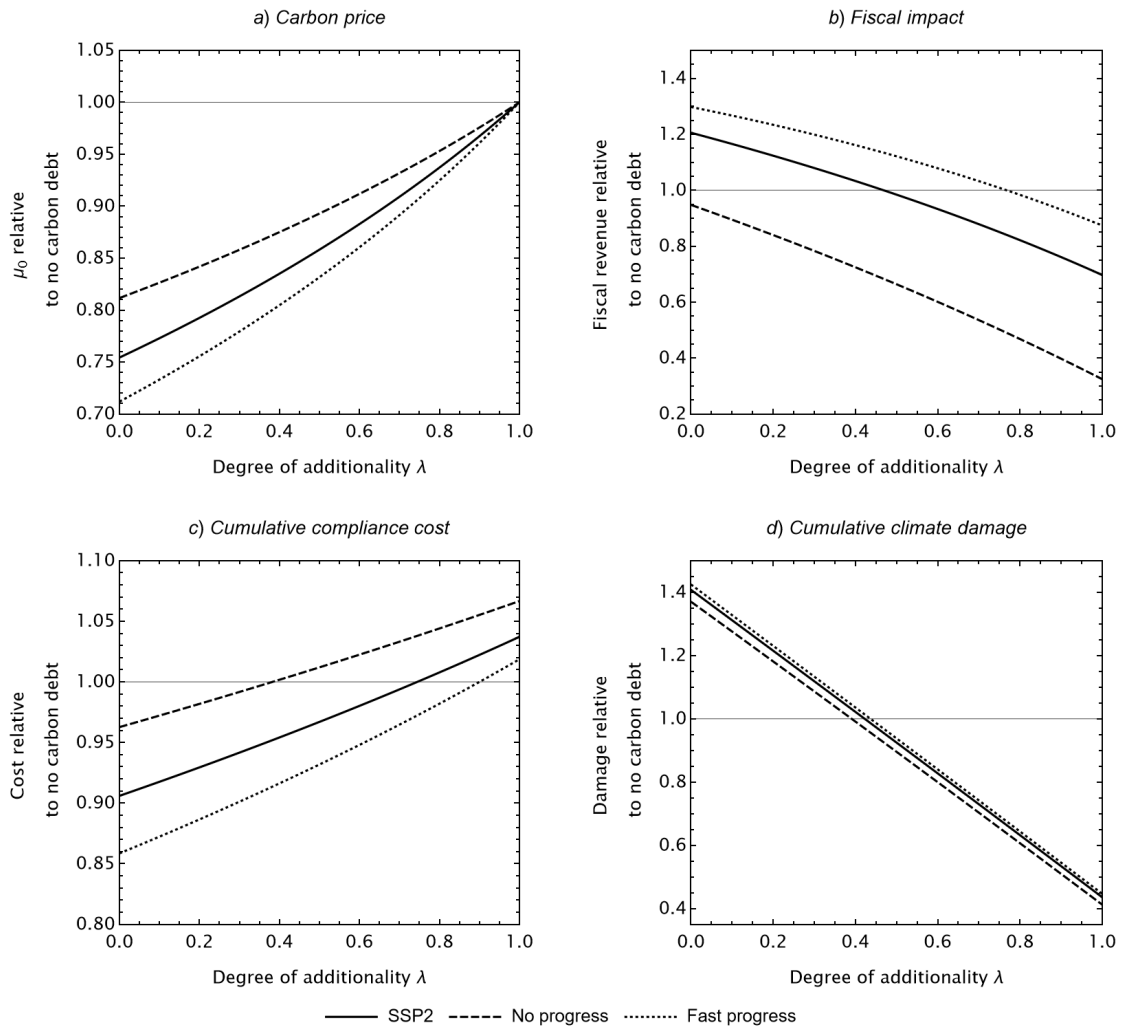 a) Carbon price
1.05
1.00
0.95
0.90
0.85
0.80
0.75
0.70
μ0 relative
to no carbon debt
0.0 0.2 0.4 0.6 0.8 1.0
Degree of additionality λ
b) Fiscal impact
1.4
1.2
1.0
0.8
0.6
0.4
0.2
Fiscal revenue relative
to no carbon debt
0.0 0.2 0.4 0.6 0.8 1.0
Degree of additionality λ
c) Cumulative compliance cost
1.10
1.05
1.00
0.95
0.90
0.85
0.80
Cost relative
to no carbon debt
0.0 0.2 0.4 0.6 0.8 1.0
Degree of additionality λ
d) Cumulative climate damage
1.4
1.2
1.0
0.8
0.6
0.4
Damage relative
to no carbon debt
0.0 0.2 0.4 0.6 0.8 1.0
Degree of additionality λ
SSP2 No progress Fast progress